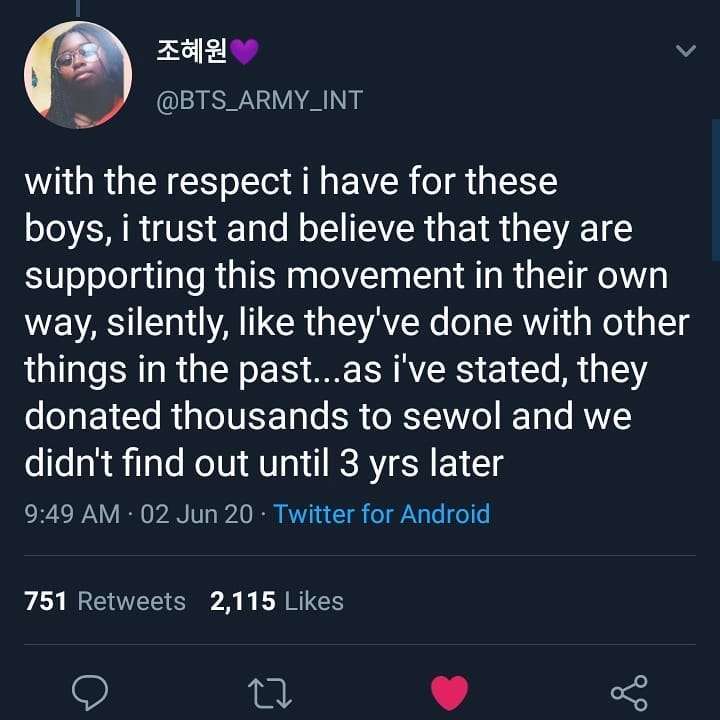 조혜원💜
@BTS_ARMY_INT
with the respect i have for these
boys, i trust and believe that they are
supporting this movement in their own
way, silently, like they've done with other
things in the past...as i've stated, they
donated thousands to sewol and we
didn't find out until 3 yrs later
9:49 AM · 02 Jun 20 · Twitter for Android
751 Retweets 2,115 Likes